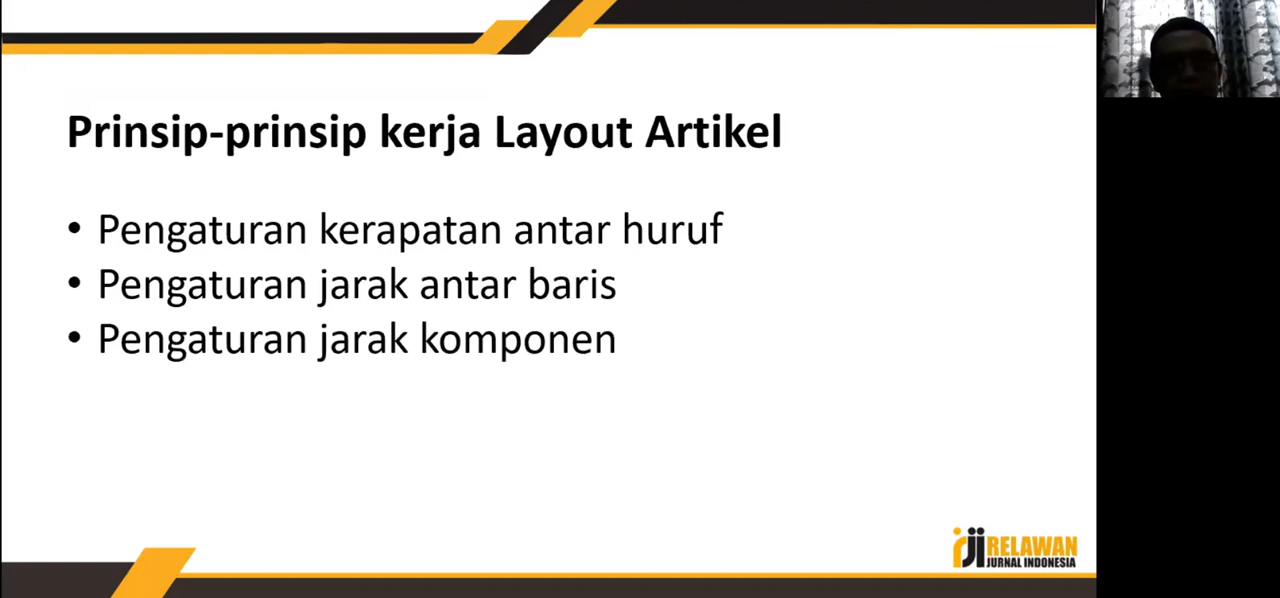 Prinsip-prinsip kerja Layout Artikel
• Pengaturan kerapatan antar huruf
• Pengaturan jarak antar baris
• Pengaturan jarak komponen
rji RELAWAN
JURNAL INDONESIA